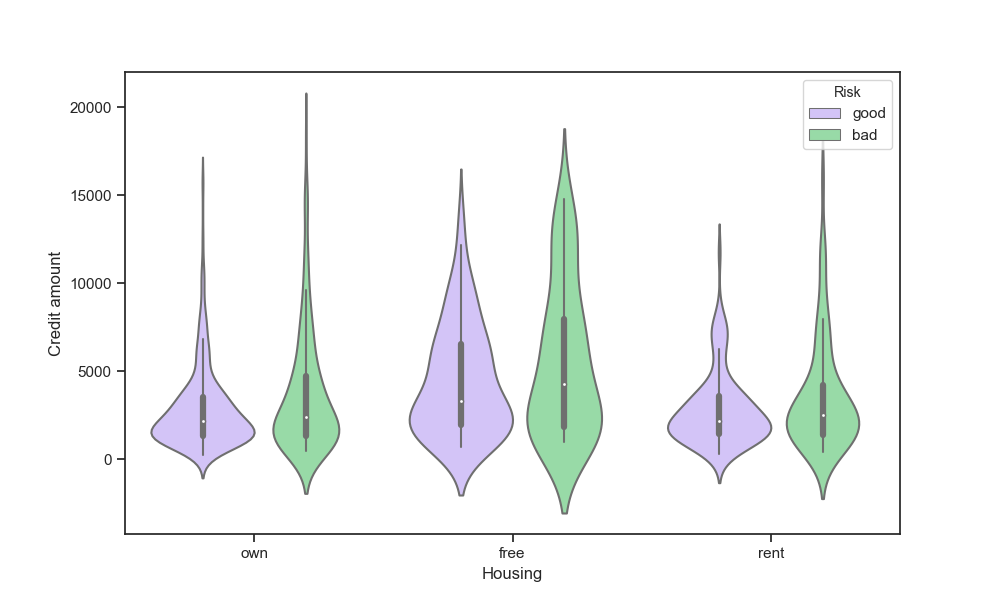 Risk
good
bad
20000
15000
10000
5000
0
Credit amount
own free rent
Housing